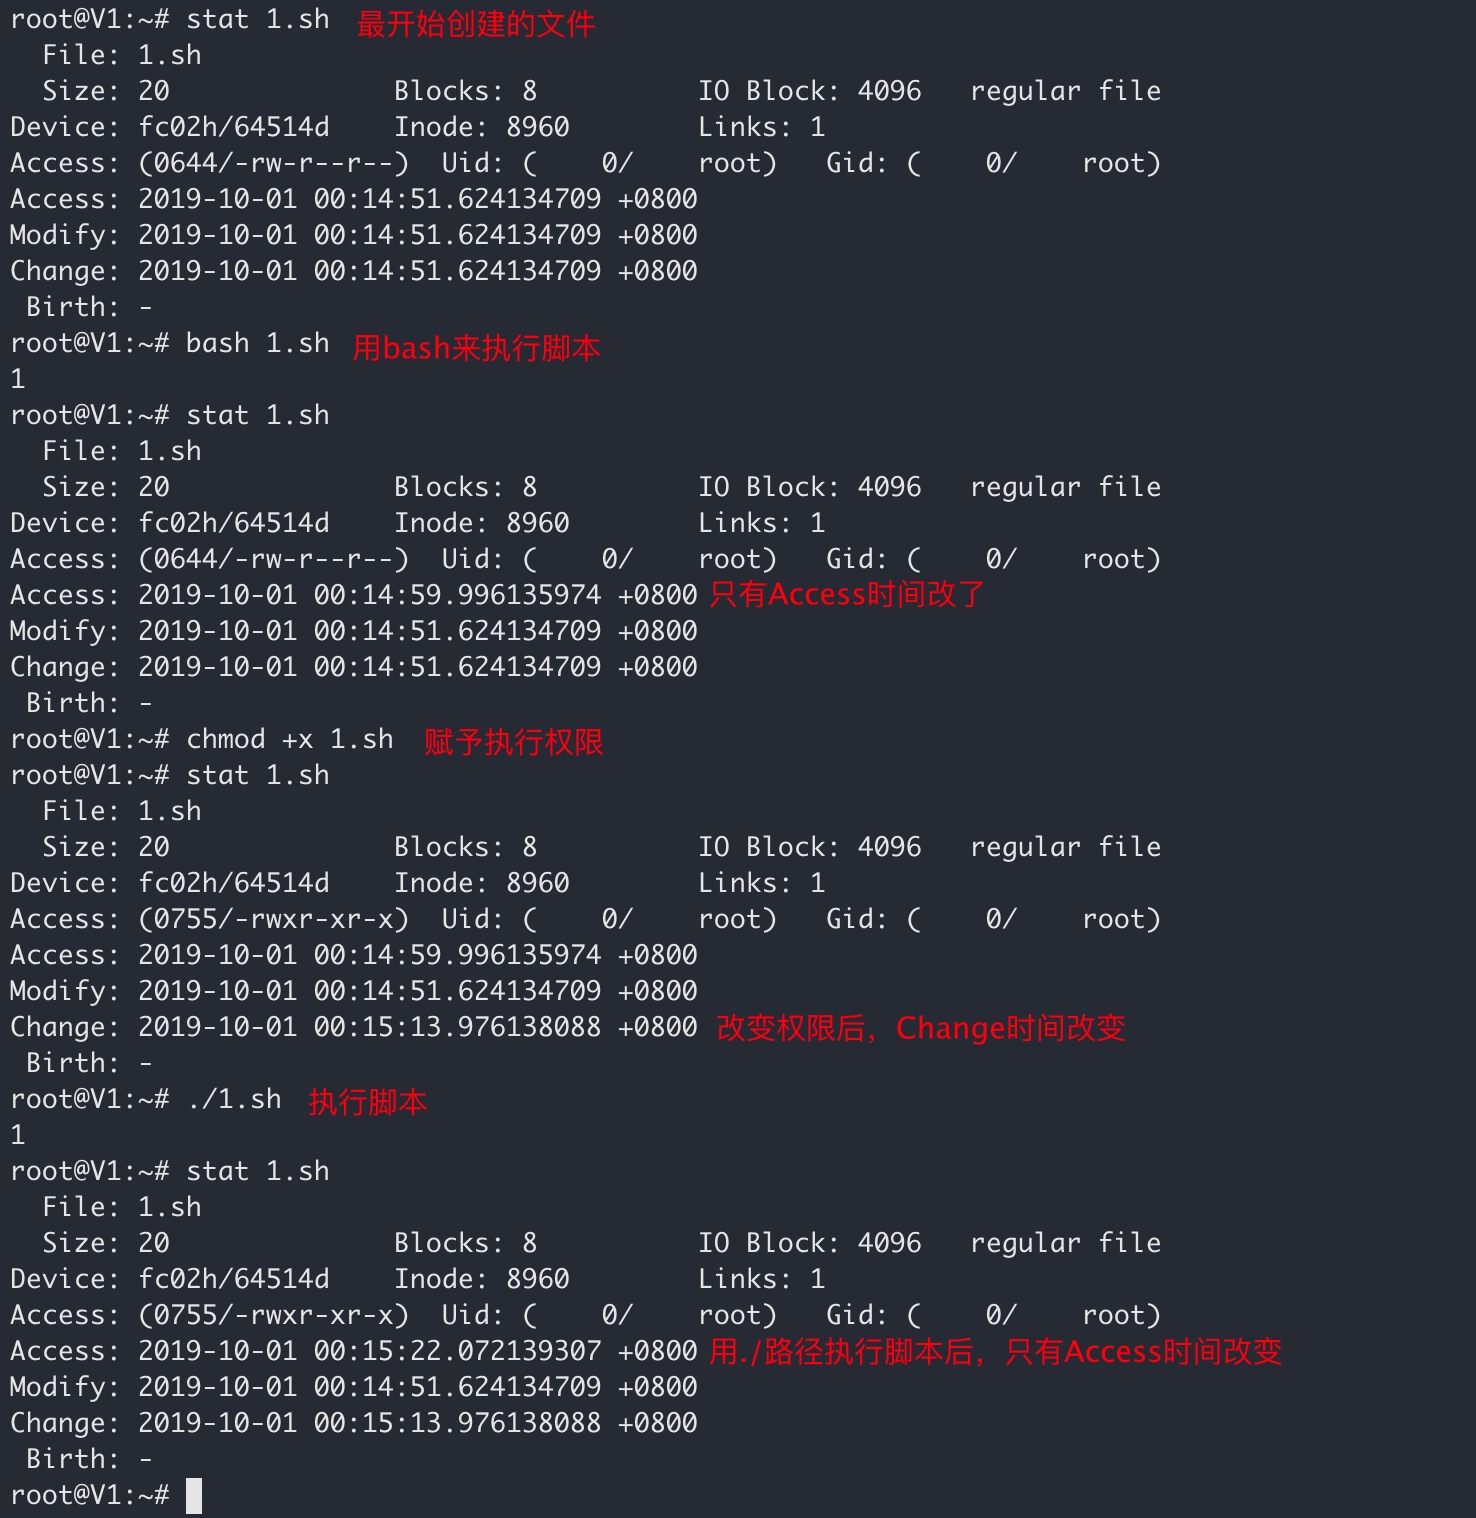 root@V1:~# stat 1.sh 最开始创建的文件
  File: 1.sh
  Size: 20              Blocks: 8          IO Block: 4096   regular file
Device: fc02h/64514d    Inode: 8960        Links: 1
Access: (0644/-rw-r--r--)  Uid: (    0/    root)   Gid: (    0/    root)
Access: 2019-10-01 00:14:51.624134709 +0800
Modify: 2019-10-01 00:14:51.624134709 +0800
Change: 2019-10-01 00:14:51.624134709 +0800
 Birth: -
root@V1:~# bash 1.sh 用bash来执行脚本
1
root@V1:~# stat 1.sh
  File: 1.sh
  Size: 20              Blocks: 8          IO Block: 4096   regular file
Device: fc02h/64514d    Inode: 8960        Links: 1
Access: (0644/-rw-r--r--)  Uid: (    0/    root)   Gid: (    0/    root)
Access: 2019-10-01 00:14:59.996135974 +0800 只有Access时间改了
Modify: 2019-10-01 00:14:51.624134709 +0800
Change: 2019-10-01 00:14:51.624134709 +0800
 Birth: -
root@V1:~# chmod +x 1.sh 赋予执行权限
root@V1:~# stat 1.sh
  File: 1.sh
  Size: 20              Blocks: 8          IO Block: 4096   regular file
Device: fc02h/64514d    Inode: 8960        Links: 1
Access: (0755/-rwxr-xr-x)  Uid: (    0/    root)   Gid: (    0/    root)
Access: 2019-10-01 00:14:59.996135974 +0800
Modify: 2019-10-01 00:14:51.624134709 +0800
Change: 2019-10-01 00:15:13.976138088 +0800 改变权限后，Change时间改变
 Birth: -
root@V1:~# ./1.sh 执行脚本
1
root@V1:~# stat 1.sh
  File: 1.sh
  Size: 20              Blocks: 8          IO Block: 4096   regular file
Device: fc02h/64514d    Inode: 8960        Links: 1
Access: (0755/-rwxr-xr-x)  Uid: (    0/    root)   Gid: (    0/    root)
Access: 2019-10-01 00:15:22.072139307 +0800 用./路径执行脚本后，只有Access时间改变
Modify: 2019-10-01 00:14:51.624134709 +0800
Change: 2019-10-01 00:15:13.976138088 +0800
 Birth: -
root@V1:~#